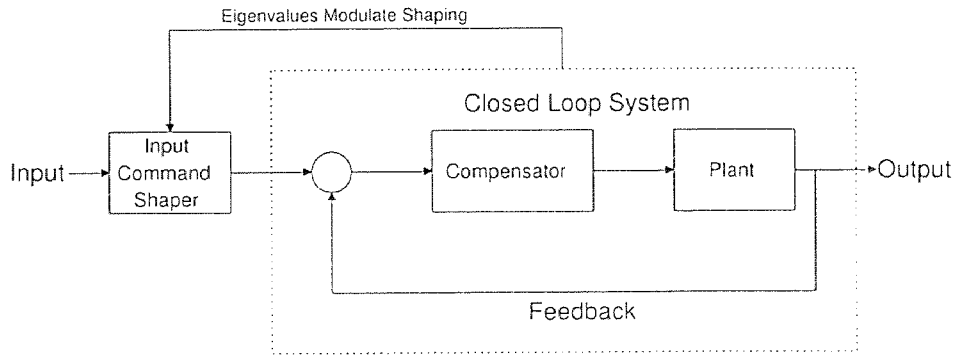 Eigenvalues Modulate Shaping
Closed Loop System
Input
Input
Command
Shaper
Compensator
Plant
Output
Feedback